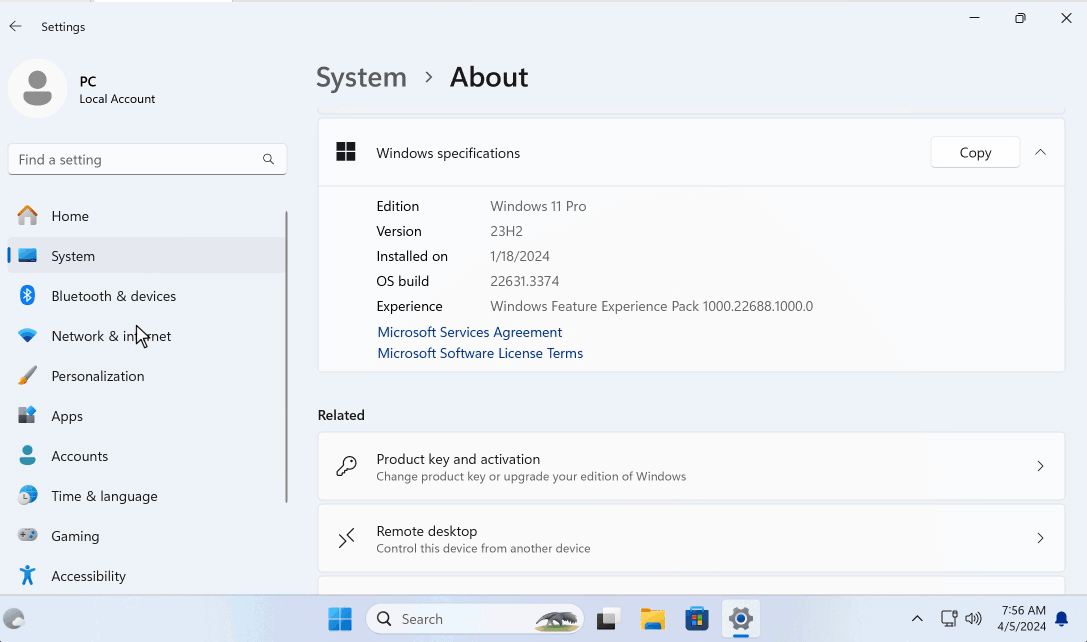 Settings
PC
Local Account
Find a setting
Home
System
Bluetooth & devices
Network & internet
Personalization
Apps
Accounts
Time & language
Gaming
Accessibility
System > About
Windows specifications
Copy
Edition Windows 11 Pro
Version 23H2
Installed on 1/18/2024
OS build 22631.3374
Experience Windows Feature Experience Pack 1000.22688.1000.0
Microsoft Services Agreement
Microsoft Software License Terms
Related
Product key and activation
Change product key or upgrade your edition of Windows
Remote desktop
Control this device from another device
Search
7:56 AM
4/5/2024